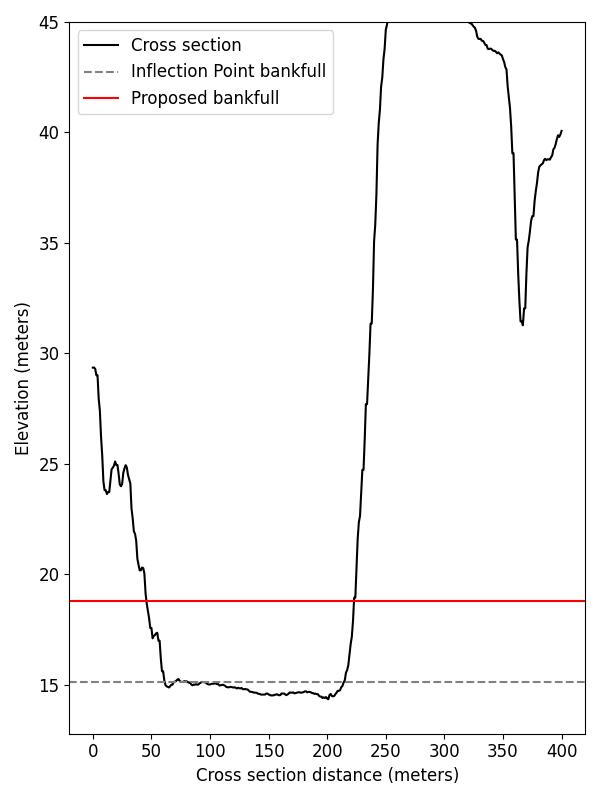 Cross section
Inflection Point bankfull
Proposed bankfull
45
40
35
30
25
20
15
Elevation (meters)
0 50 100 150 200 250 300 350 400
Cross section distance (meters)